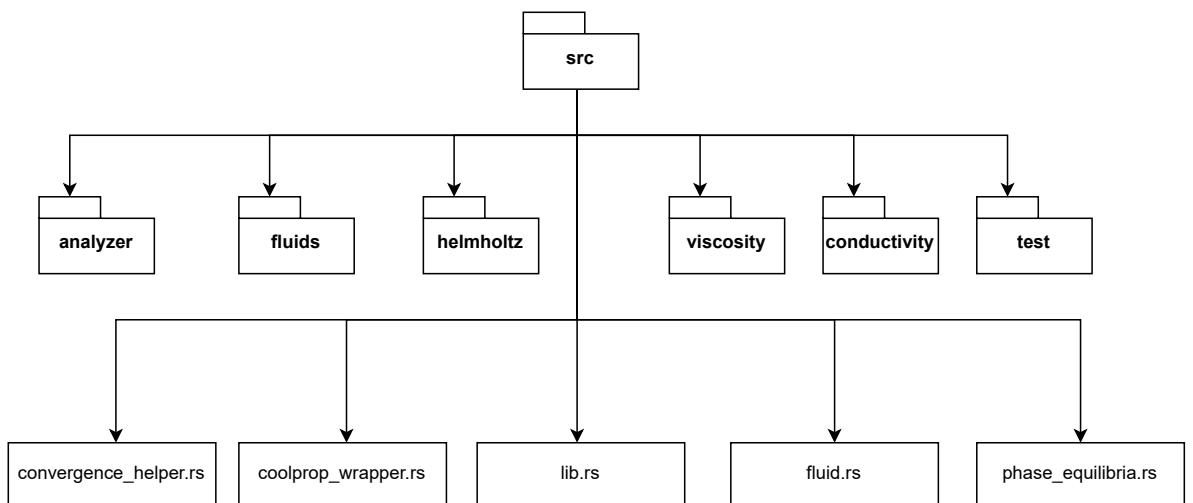 src
analyzer
fluids
helmholtz
viscosity
conductivity
test
convergence_helper.rs
coolprop_wrapper.rs
lib.rs
fluid.rs
phase_equilibria.rs